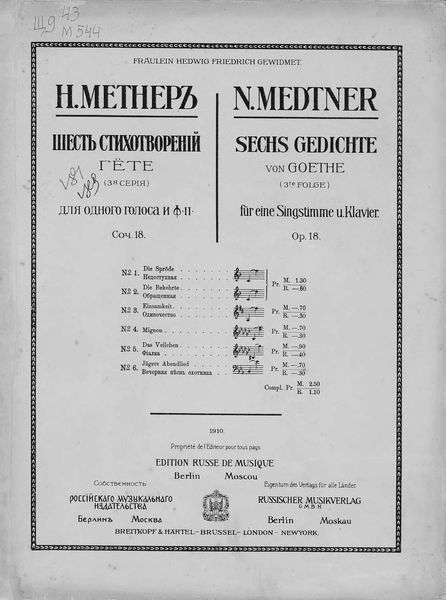 Щ9 43
М 544
FRÄULEIN HEDWIG FRIEDRICH GEWIDMET.
Н. МЕТНЕРЪ
ШЕСТЬ СТИХОТВОРЕНІЙ
ГЁТЕ
(3Я СЕРІЯ)
ДЛЯ ОДНОГО ГОЛОСА И Ф-П-
Соч. 18.
N. MEDTNER
SECHS GEDICHTE
VON GOETHE
(3te FOLGE)
für eine Singstimme u. Klavier.
Op. 18.
№ 1. Die Spröde
Недоступная
Pr. M. 1.30
R. —.60
№ 2. Die Bekehrte
Обращенная
№ 3. Einsamkeit
Одиночество
Pr. M. —.70
R. —.30
№ 4. Mignon
Pr. M. —.70
R. —.30
№ 5. Das Veilchen
Фіалка
Pr. M. —.90
R. —.40
№ 6. Jägers Abendlied
Вечерняя пѣснь охотника
Pr. M. —.70
R. —.30
Compl. Pr. M. 2.50
R. 1.10
1910.
Propriété de l'Editeur pour tous pays.
EDITION RUSSE DE MUSIQUE
Berlin Moscou
Собственность
РОССІЙСКАГО МУЗЫКАЛЬНАГО
ИЗДАТЕЛЬСТВА
Берлинъ Москва
Eigentum des Verlags für alle Länder.
RUSSISCHER MUSIKVERLAG
G.M.B.H.
Berlin Moskau
BREITKOPF & HÄRTEL—BRUSSEL—LONDON—NEWYORK.